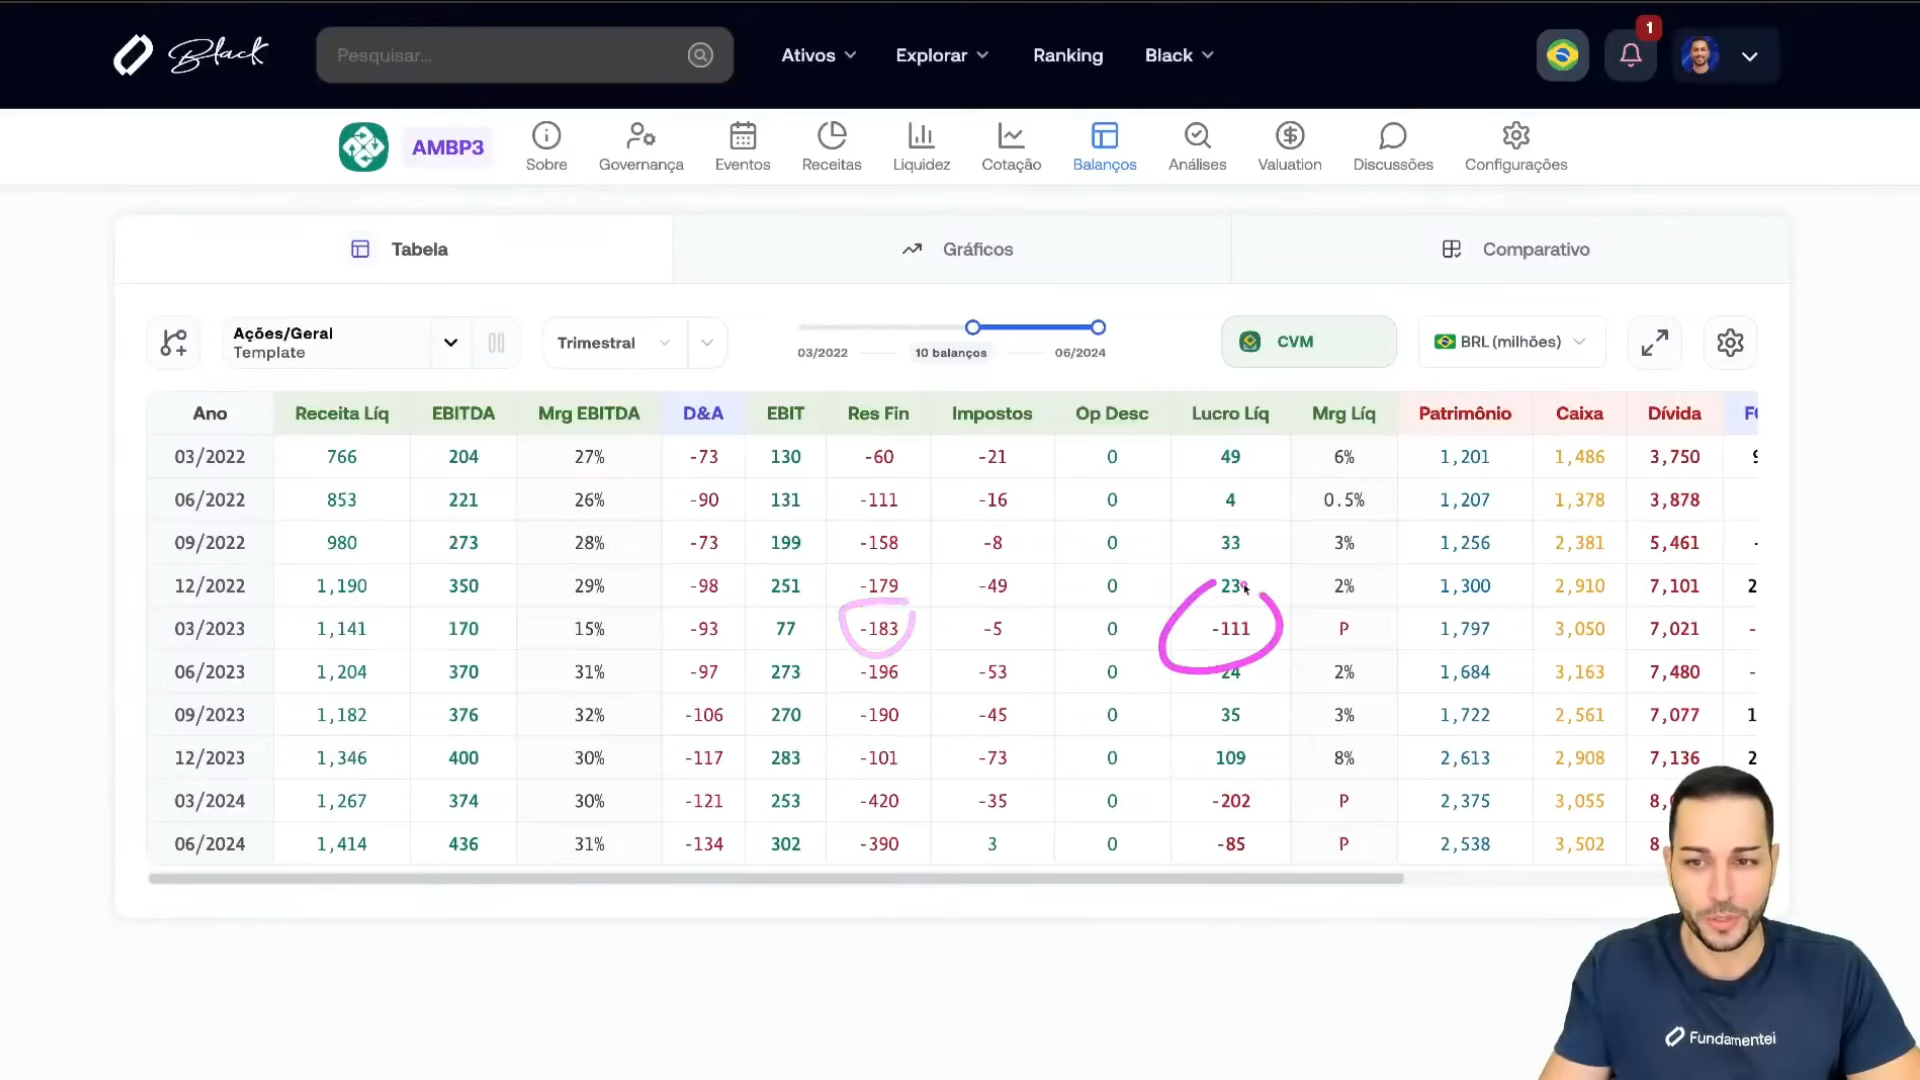 Black
Pesquisar...
Ativos
Explorar
Ranking
Black
1
AMBP3
Sobre
Governança
Eventos
Receitas
Liquidez
Cotação
Balanços
Análises
Valuation
Discussões
Configurações
Tabela
Gráficos
Comparativo
Ações/Geral
Template
Trimestral
03/2022
10 balanços
06/2024
CVM
BRL (milhões)
Ano Receita Líq EBITDA Mrg EBITDA D&A EBIT Res Fin Impostos Op Desc Lucro Líq Mrg Líq Patrimônio Caixa Dívida
03/2022 766 204 27% -73 130 -60 -21 0 49 6% 1,201 1,486 3,750
06/2022 853 221 26% -90 131 -111 -16 0 4 0.5% 1,207 1,378 3,878
09/2022 980 273 28% -73 199 -158 -8 0 33 3% 1,256 2,381 5,461 -
12/2022 1,190 350 29% -98 251 -179 -49 0 23 2% 1,300 2,910 7,101 2
03/2023 1,141 170 15% -93 77 -183 -5 0 -111 P 1,797 3,050 7,021 -
06/2023 1,204 370 31% -97 273 -196 -53 0 24 2% 1,684 3,163 7,480 -
09/2023 1,182 376 32% -106 270 -190 -45 0 35 3% 1,722 2,561 7,077 1
12/2023 1,346 400 30% -117 283 -101 -73 0 109 8% 2,613 2,908 7,136 2
03/2024 1,267 374 30% -121 253 -420 -35 0 -202 P 2,375 3,055 8,
06/2024 1,414 436 31% -134 302 -390 3 0 -85 P 2,538 3,502 8
Fundamentei